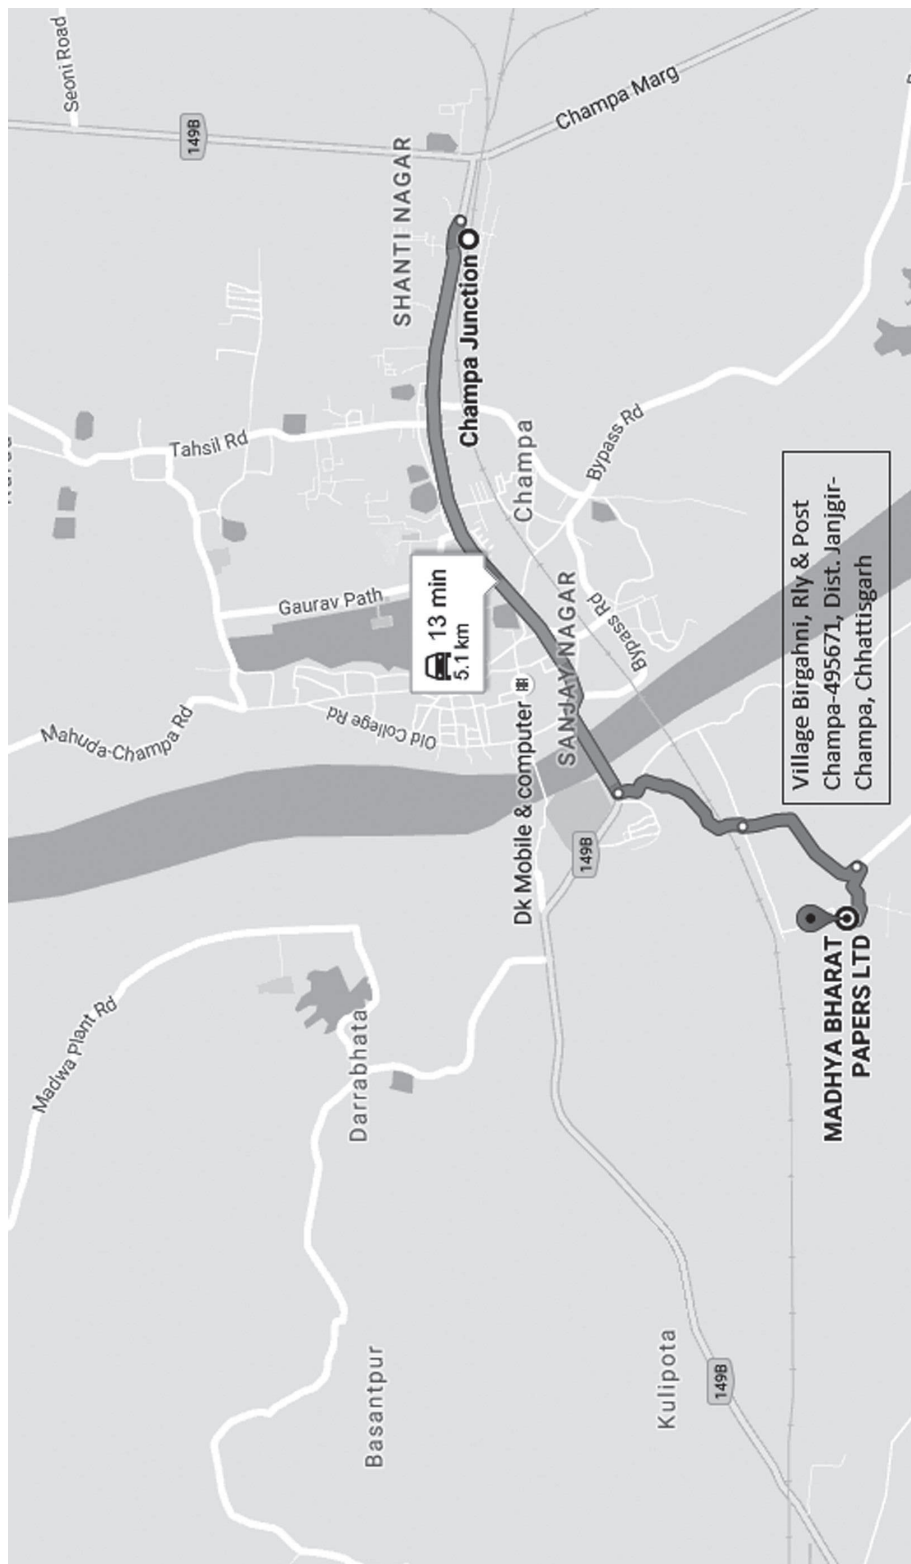 Seoni Road
Madwa Plant Rd
Mahuda-Champa Rd
149B
Tahsil Rd
Gaurav Path
Darrabhata
Basantpur
Old College Rd
SHANTI NAGAR
13 min
5.1 km
Champa Junction
Dk Mobile & computer
Champa
SANJAY NAGAR
149B
Champa Marg
Bypass Rd
Bypass Rd
Kulipota
149B
Village Birgahni, Rly & Post
Champa-495671, Dist. Janjgir-
Champa, Chhattisgarh
MADHYA BHARAT
PAPERS LTD